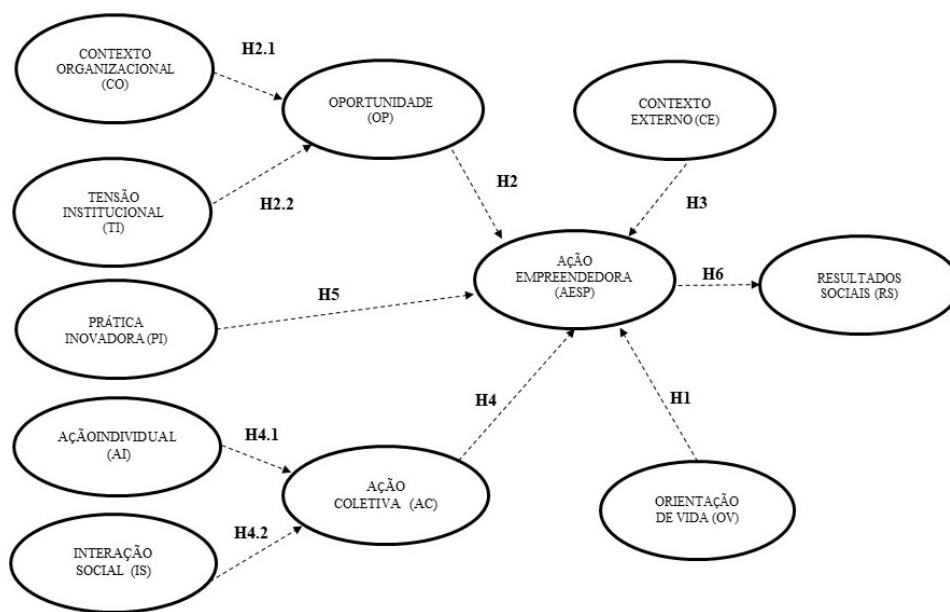 CONTEXTO
ORGANIZACIONAL
(CO)
H2.1
OPORTUNIDADE
(OP)
CONTEXTO
EXTERNO (CE)
TENSÃO
INSTITUCIONAL
(TI)
H2.2
H2
H3
AÇÃO
EMPREENDEDORA
(AESP)
H6
RESULTADOS
SOCIAIS (RS)
PRÁTICA
INOVADORA (PI)
H5
AÇÃOINDIVIDUAL
(AI)
H4.1
H4
H1
AÇÃO
COLETIVA (AC)
ORIENTAÇÃO
DE VIDA (OV)
INTERAÇÃO
SOCIAL (IS)
H4.2